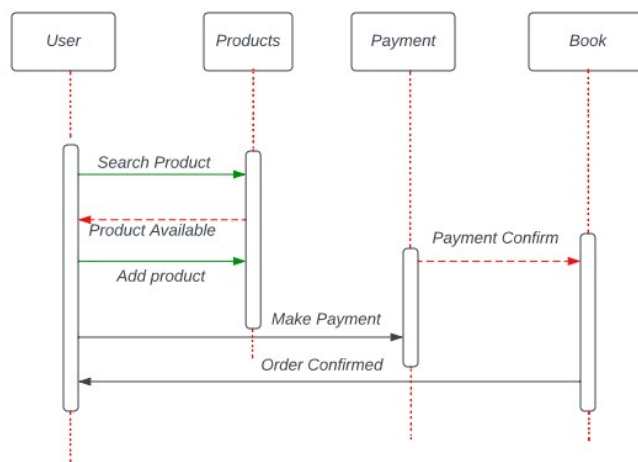 User
Products
Payment
Book
Search Product
Product Available
Payment Confirm
Add product
Make Payment
Order Confirmed